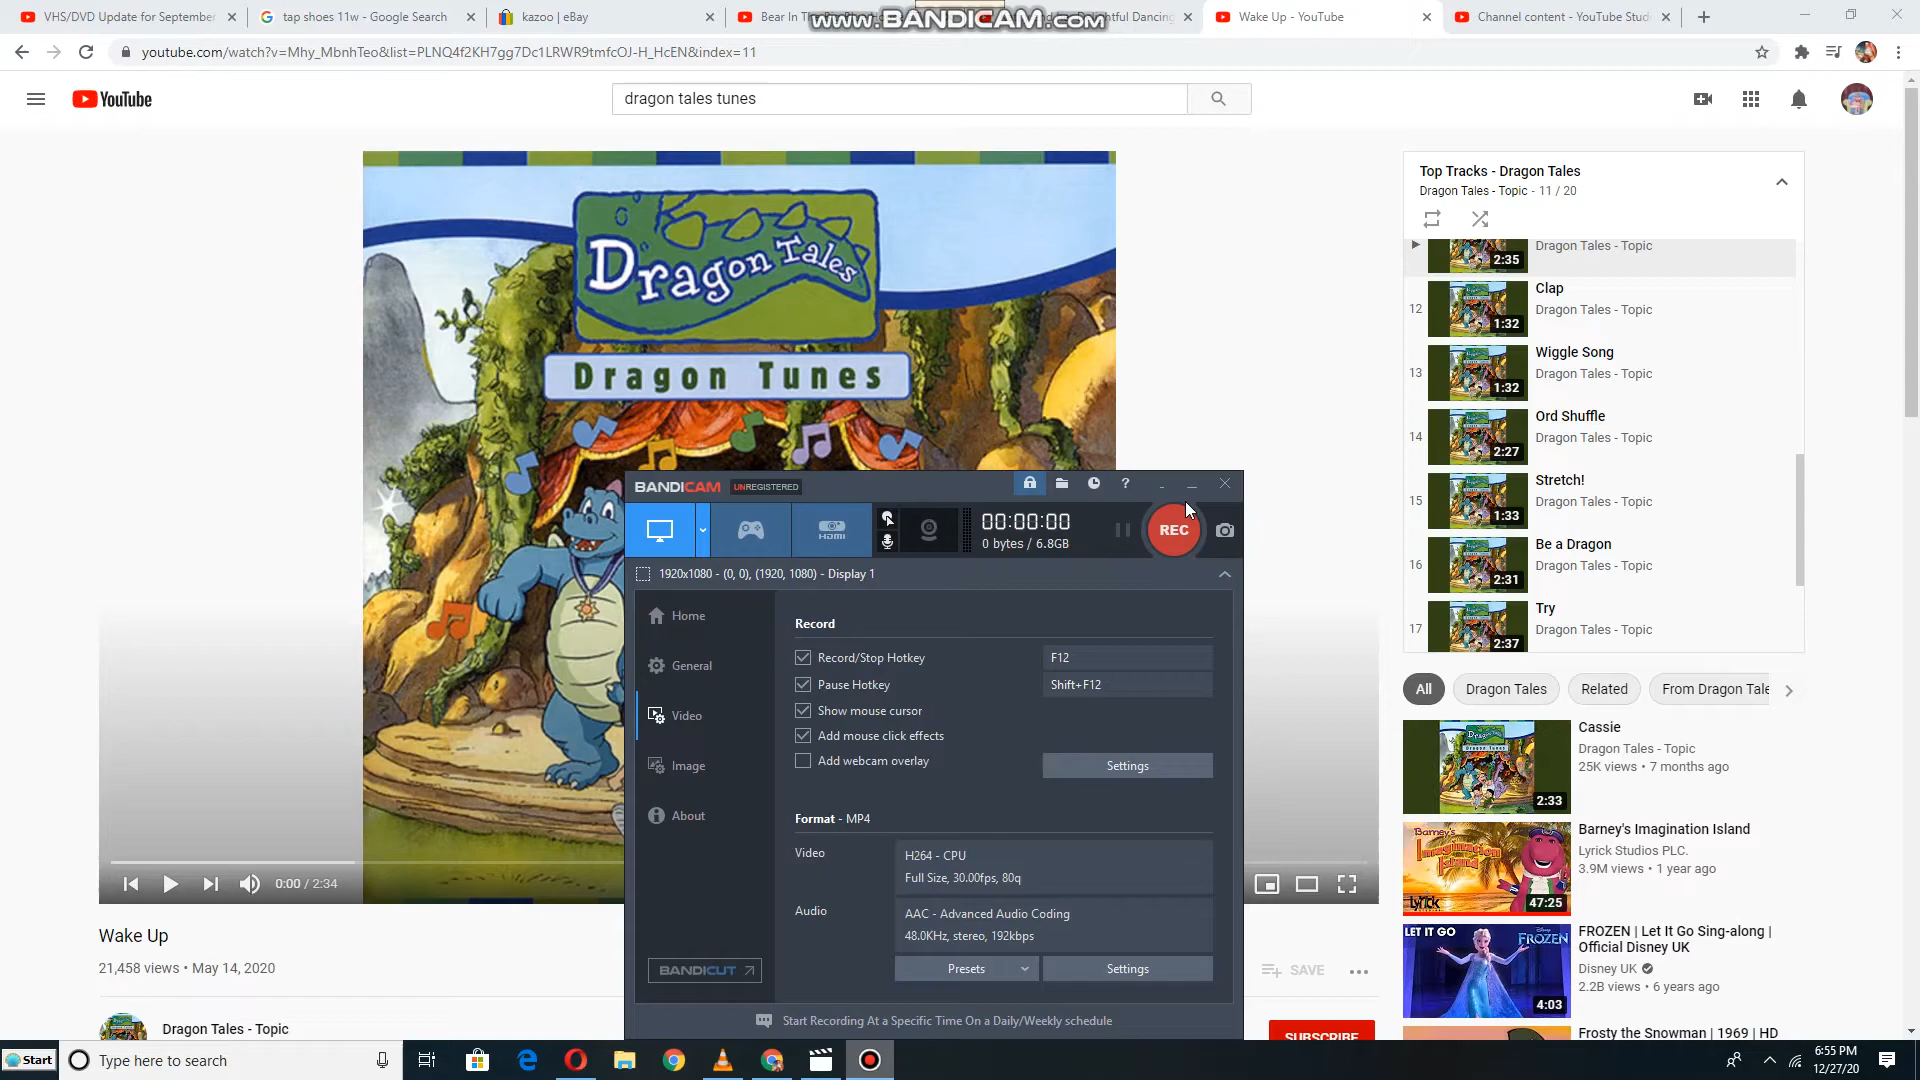 VHS/DVD Update for September
tap shoes 11w - Google Search
kazoo | eBay
Bear In The
Delightful Dancing
Wake Up - YouTube
Channel content - YouTube Stud
www.BANDICAM.com
youtube.com/watch?v=Mhy_MbnhTeo&list=PLNQ4f2KH7gg7Dc1LRWR9tmfcOJ-H_HcEN&index=11
YouTube
dragon tales tunes
Dragon Tales
Dragon Tunes
Top Tracks - Dragon Tales
Dragon Tales - Topic - 11 / 20
Dragon Tales - Topic
2:35
12
Clap
Dragon Tales - Topic
1:32
13
Wiggle Song
Dragon Tales - Topic
1:32
14
Ord Shuffle
Dragon Tales - Topic
2:27
15
Stretch!
Dragon Tales - Topic
1:33
16
Be a Dragon
Dragon Tales - Topic
2:31
17
Try
Dragon Tales - Topic
2:37
BANDICAM UNREGISTERED
?
HDMI
00:00:00
0 bytes / 6.8GB
REC
1920x1080 - (0, 0), (1920, 1080) - Display 1
Home
General
Video
Image
About
BANDICUT
Record
Record/Stop Hotkey
F12
Pause Hotkey
Shift+F12
Show mouse cursor
Add mouse click effects
Add webcam overlay
Settings
Format - MP4
Video
H264 - CPU
Full Size, 30.00fps, 80q
Audio
AAC - Advanced Audio Coding
48.0KHz, stereo, 192kbps
Presets
Settings
Start Recording At a Specific Time On a Daily/Weekly schedule
0:00 / 2:34
Wake Up
21,458 views • May 14, 2020
SAVE
Dragon Tales - Topic
SUBSCRIBE
All
Dragon Tales
Related
From Dragon Tale
Cassie
Dragon Tales - Topic
25K views • 7 months ago
2:33
Barney's Imagination Island
Lyrick Studios PLC.
3.9M views • 1 year ago
Barney's
Imagination
Island
Lyrick
47:25
FROZEN | Let It Go Sing-along |
Official Disney UK
Disney UK
2.2B views • 6 years ago
LET IT GO
FROZEN
4:03
Frosty the Snowman | 1969 | HD
Start
Type here to search
6:55 PM
12/27/20